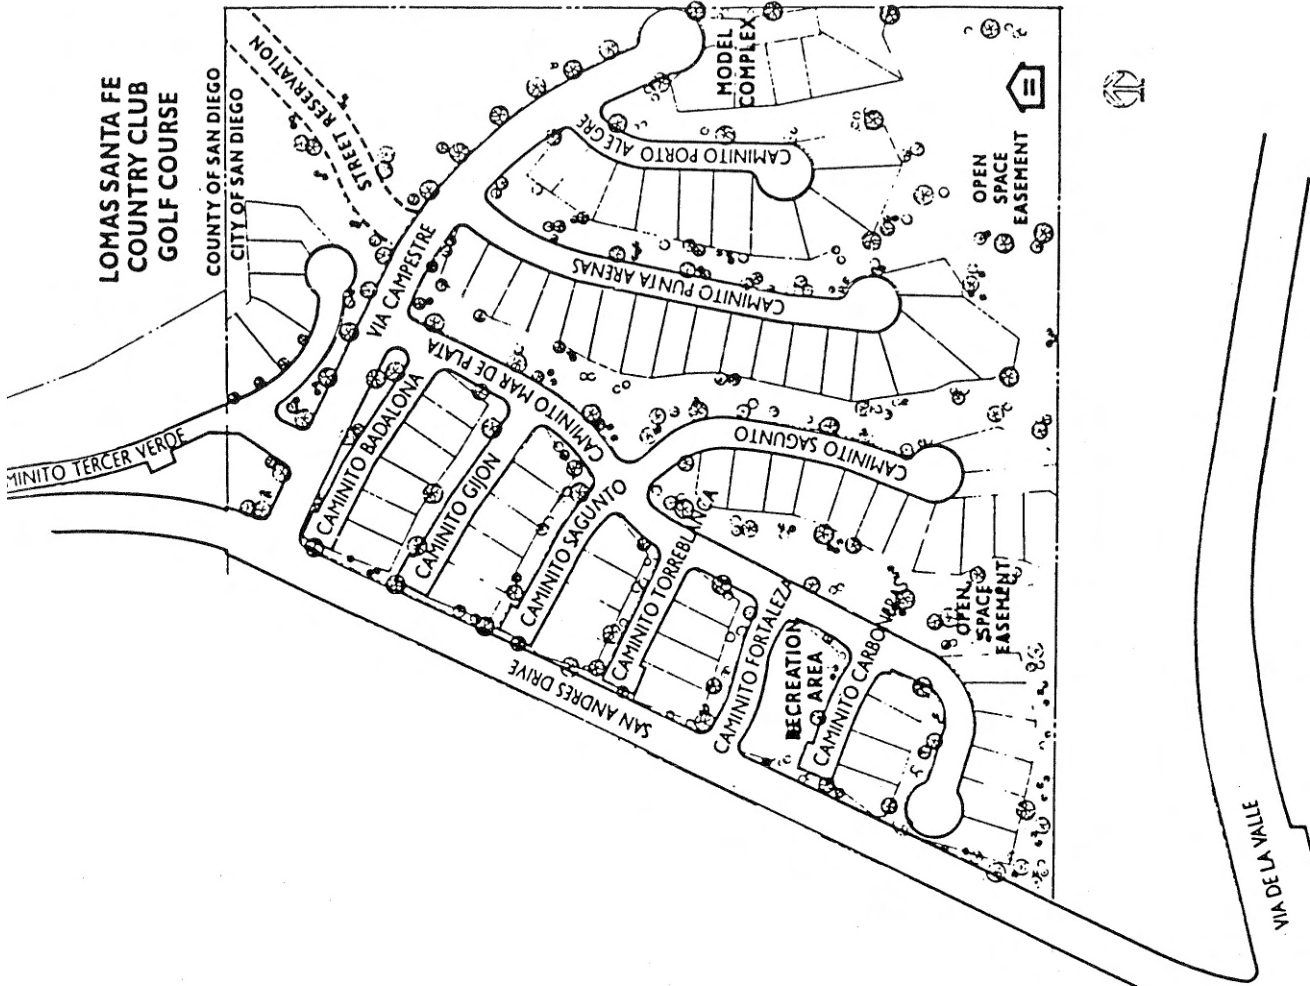 LOMAS SANTA FE
COUNTRY CLUB
GOLF COURSE
COUNTY OF SAN DIEGO
CITY OF SAN DIEGO
STREET RESERVATION
MODEL
COMPLEX
OPEN
SPACE
EASEMENT
CAMINITO PORTO ALEGRE
VIA CAMPESTRE
CAMINITO PUNTA ARENAS
CAMINITO MAR DE PLATA
MINITO TERCER VERDE
CAMINITO BADALONA
CAMINITO GIJON
CAMINITO SAGUNTO
CAMINITO SAGUNTO
CAMINITO TORREBLANCA
CAMINITO FORTALEZA
RECREATION
AREA
CAMINITO CARBONERA
OPEN
SPACE
EASEMENT
SAN ANDRES DRIVE
VIA DE LA VALLE